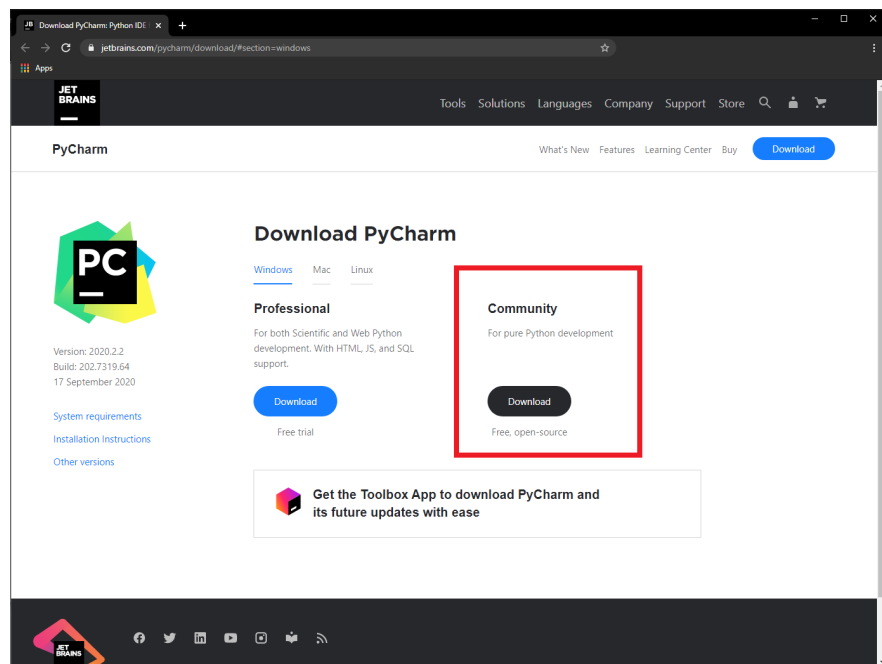 JB Download PyCharm: Python IDE
jetbrains.com/pycharm/download/#section=windows
Apps
JET
BRAINS
Tools Solutions Languages Company Support Store
PyCharm
What's New Features Learning Center Buy Download
PC
Download PyCharm
Windows Mac Linux
Professional
For both Scientific and Web Python
development. With HTML, JS, and SQL
support.
Download
Free trial
Community
For pure Python development
Download
Free, open-source
Version: 2020.2.2
Build: 202.7319.64
17 September 2020
System requirements
Installation Instructions
Other versions
Get the Toolbox App to download PyCharm and
its future updates with ease
JET
BRAINS